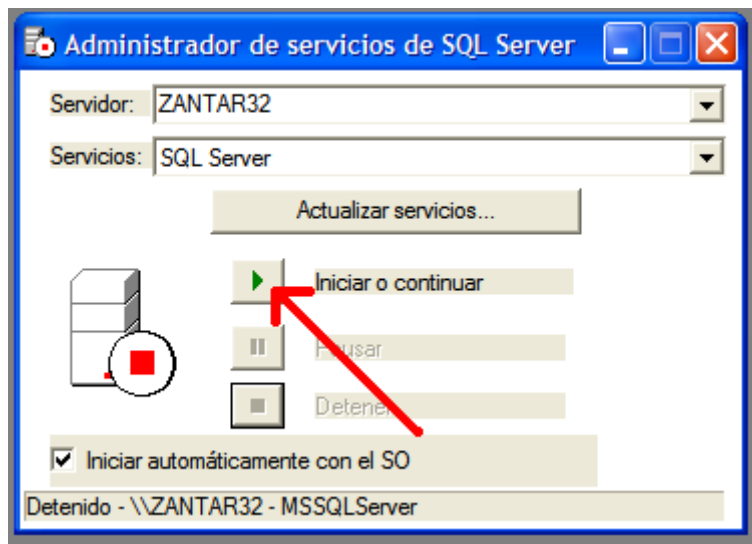 Administrador de servicios de SQL Server
Servidor: ZANTAR32
Servicios: SQL Server
Actualizar servicios...
Iniciar o continuar
Pausar
Detener
Iniciar automáticamente con el SO
Detenido - \\ZANTAR32 - MSSQLServer